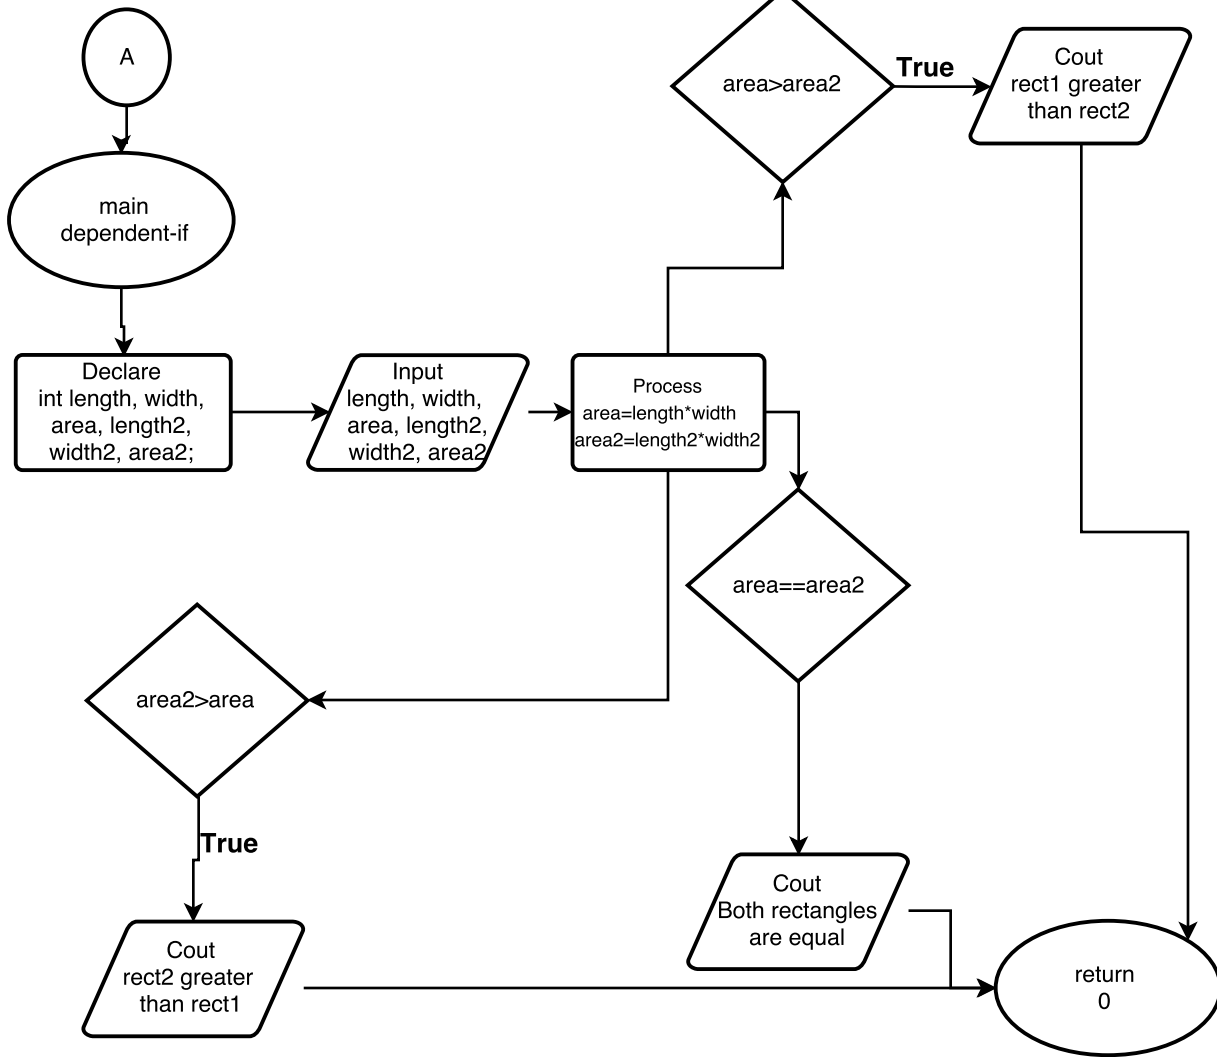 A
main
dependent-if
Declare
int length, width,
area, length2,
width2, area2;
Input
length, width,
area, length2,
width2, area2
Process
area=length*width
area2=length2*width2
area>area2
True
Cout
rect1 greater
than rect2
area==area2
Cout
Both rectangles
are equal
area2>area
True
Cout
rect2 greater
than rect1
return
0